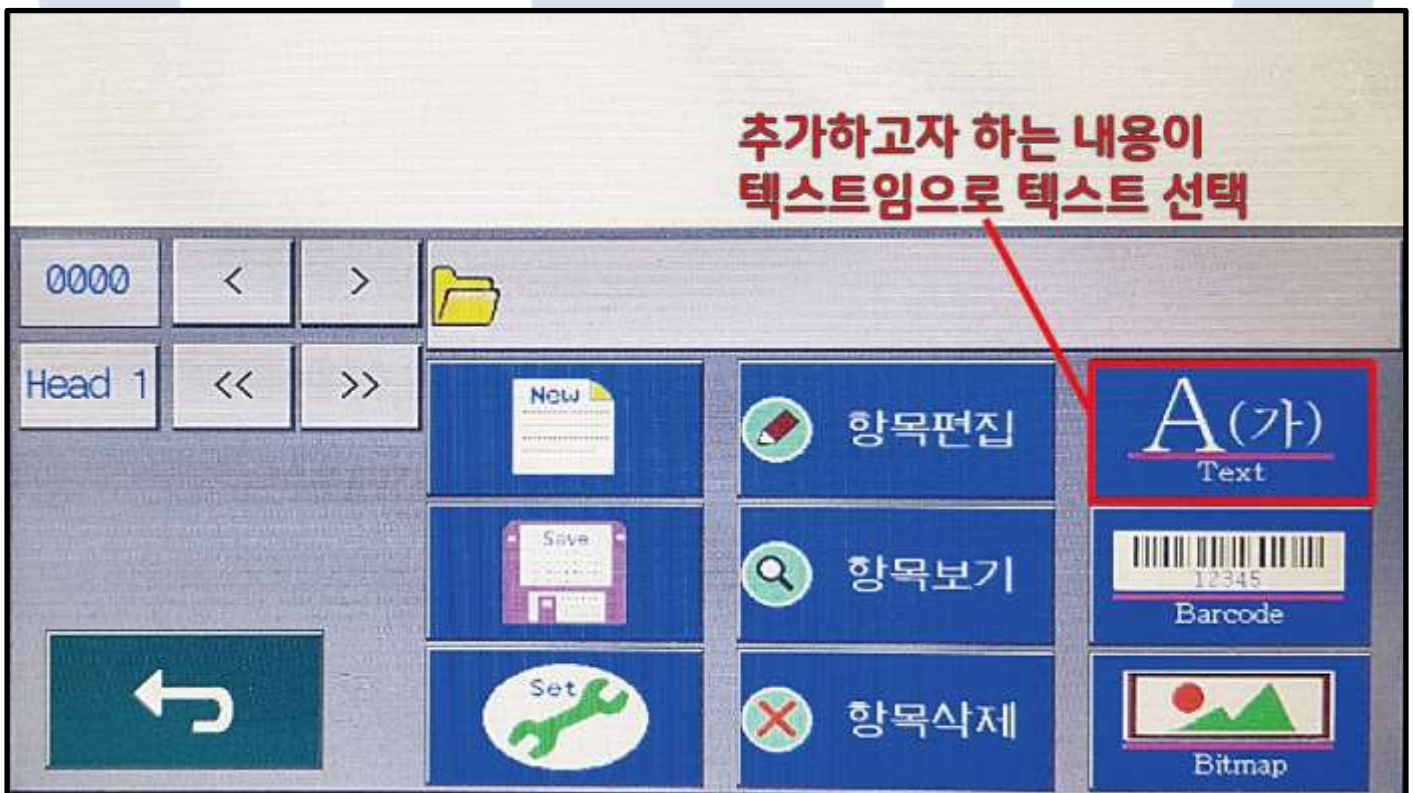 추가하고자 하는 내용이
텍스트임으로 텍스트 선택
0000 < >
Head 1 << >>
New
항목편집
A(가)
Text
Save
항목보기
12345
Barcode
Set
항목삭제
Bitmap